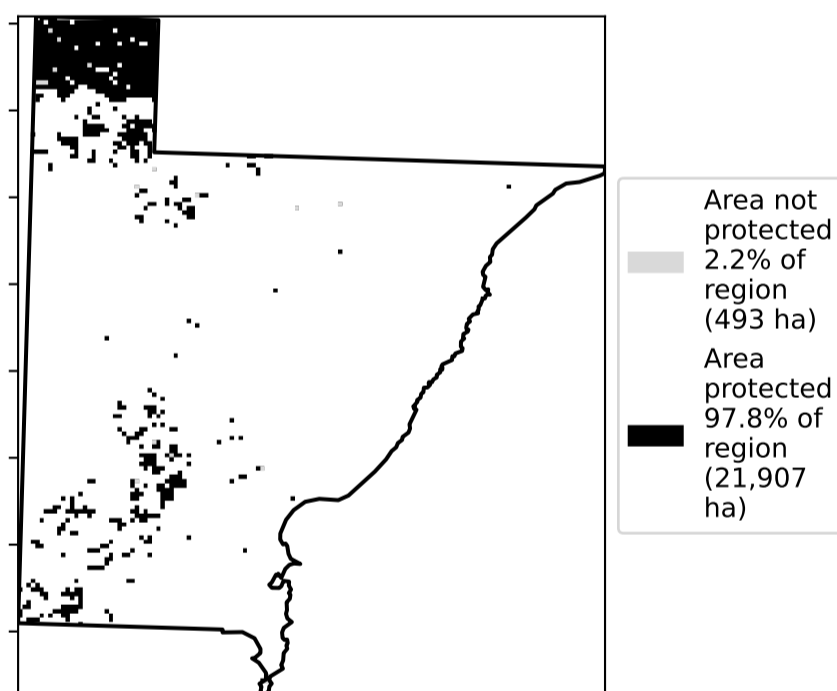 Area not
protected
2.2% of
region
(493 ha)
Area
protected
97.8% of
region
(21,907
ha)